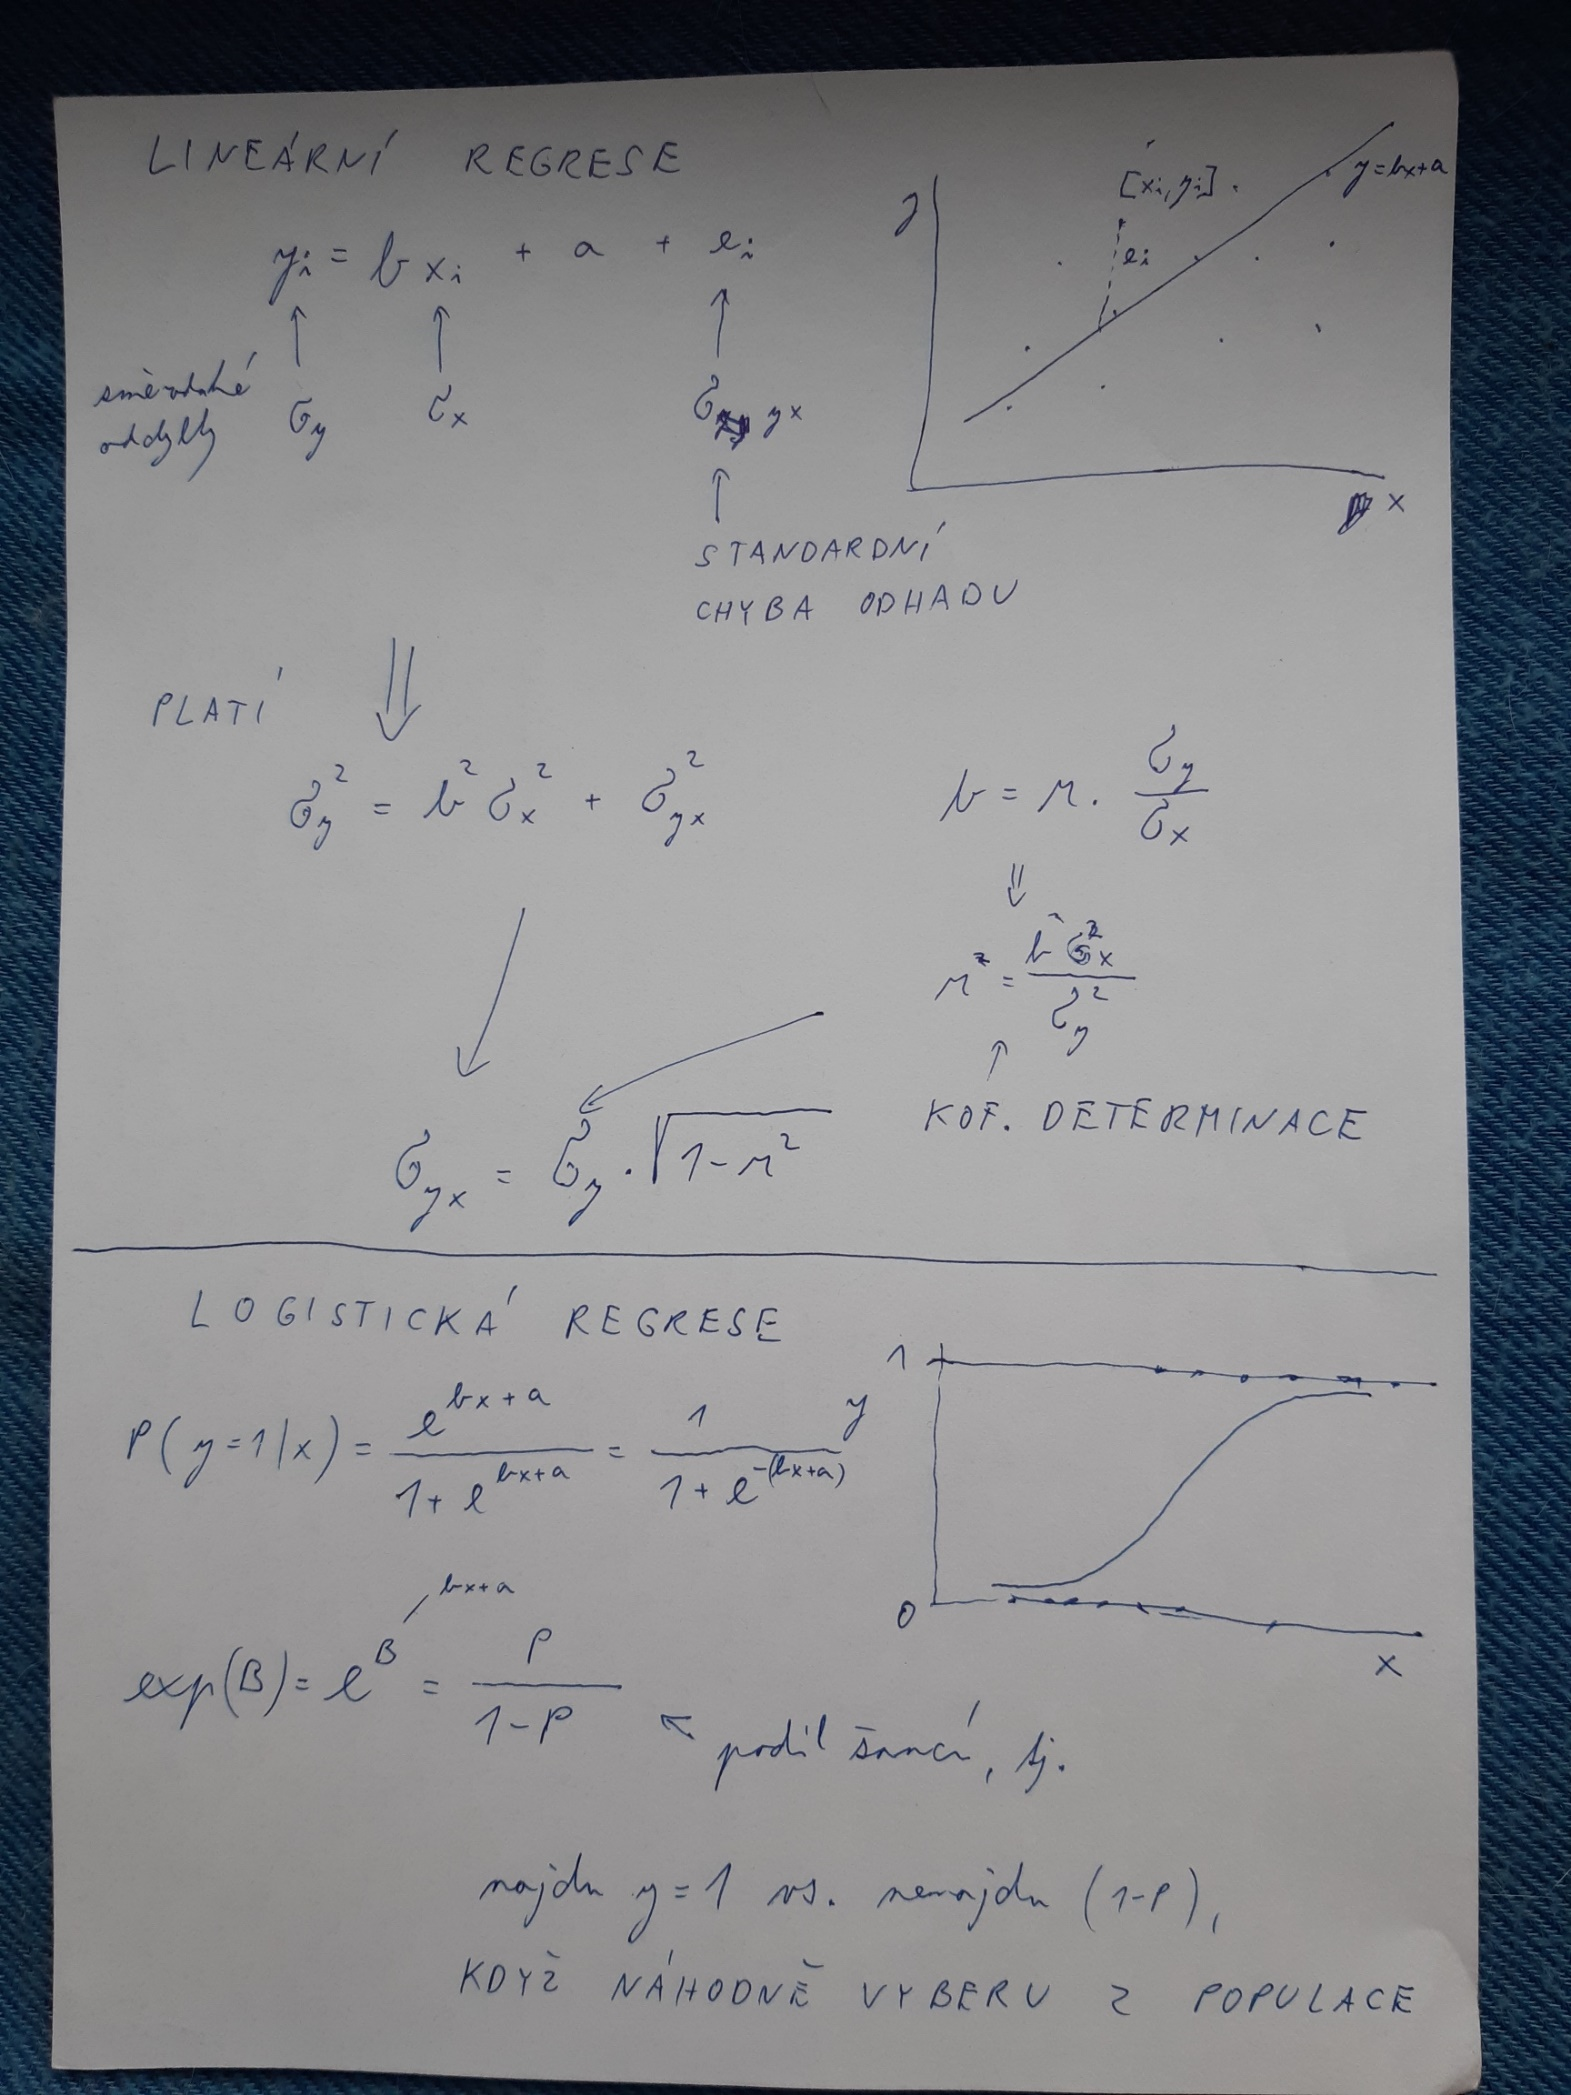 LINEÁRNÍ REGRESE
yi = b xi + a + ei
směrodatné
odchylky
σy σx σyx
STANDARDNÍ
CHYBA ODHADU
y
[xi, yi]
ei
y=bx+a
x
PLATÍ
σy² = b² σx² + σyx²
b = r · σy/σx
⇓
r² = b² σx² / σy²
KOF. DETERMINACE
σyx = σy · √(1-r²)
LOGISTICKÁ REGRESE
P(y=1|x) = e^(bx+a) / (1+e^(bx+a)) = 1 / (1+e^-(bx+a))
1
y
0
x
bx+a
exp(B) = e^B = P / (1-P)
← podíl šancí, tj.
najdu y=1 vs. nenajdu (1-P),
KDYŽ NÁHODNĚ VYBERU Z POPULACE